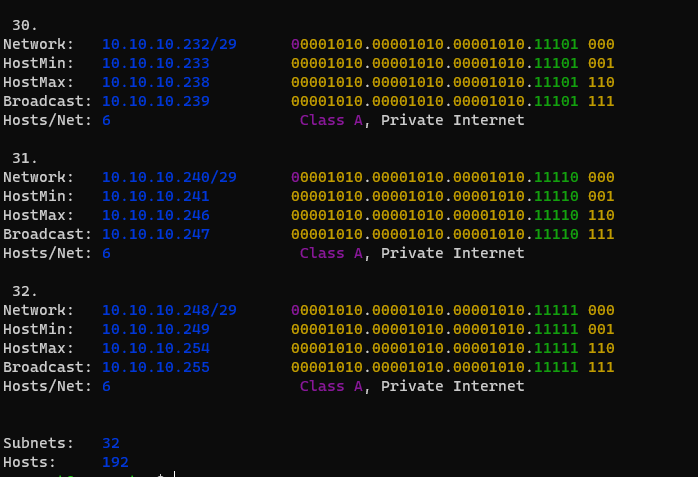 30.
Network:   10.10.10.232/29      00001010.00001010.00001010.11101 000
HostMin:   10.10.10.233         00001010.00001010.00001010.11101 001
HostMax:   10.10.10.238         00001010.00001010.00001010.11101 110
Broadcast: 10.10.10.239         00001010.00001010.00001010.11101 111
Hosts/Net: 6                     Class A, Private Internet
31.
Network:   10.10.10.240/29      00001010.00001010.00001010.11110 000
HostMin:   10.10.10.241         00001010.00001010.00001010.11110 001
HostMax:   10.10.10.246         00001010.00001010.00001010.11110 110
Broadcast: 10.10.10.247         00001010.00001010.00001010.11110 111
Hosts/Net: 6                     Class A, Private Internet
32.
Network:   10.10.10.248/29      00001010.00001010.00001010.11111 000
HostMin:   10.10.10.249         00001010.00001010.00001010.11111 001
HostMax:   10.10.10.254         00001010.00001010.00001010.11111 110
Broadcast: 10.10.10.255         00001010.00001010.00001010.11111 111
Hosts/Net: 6                     Class A, Private Internet
Subnets:   32
Hosts:     192